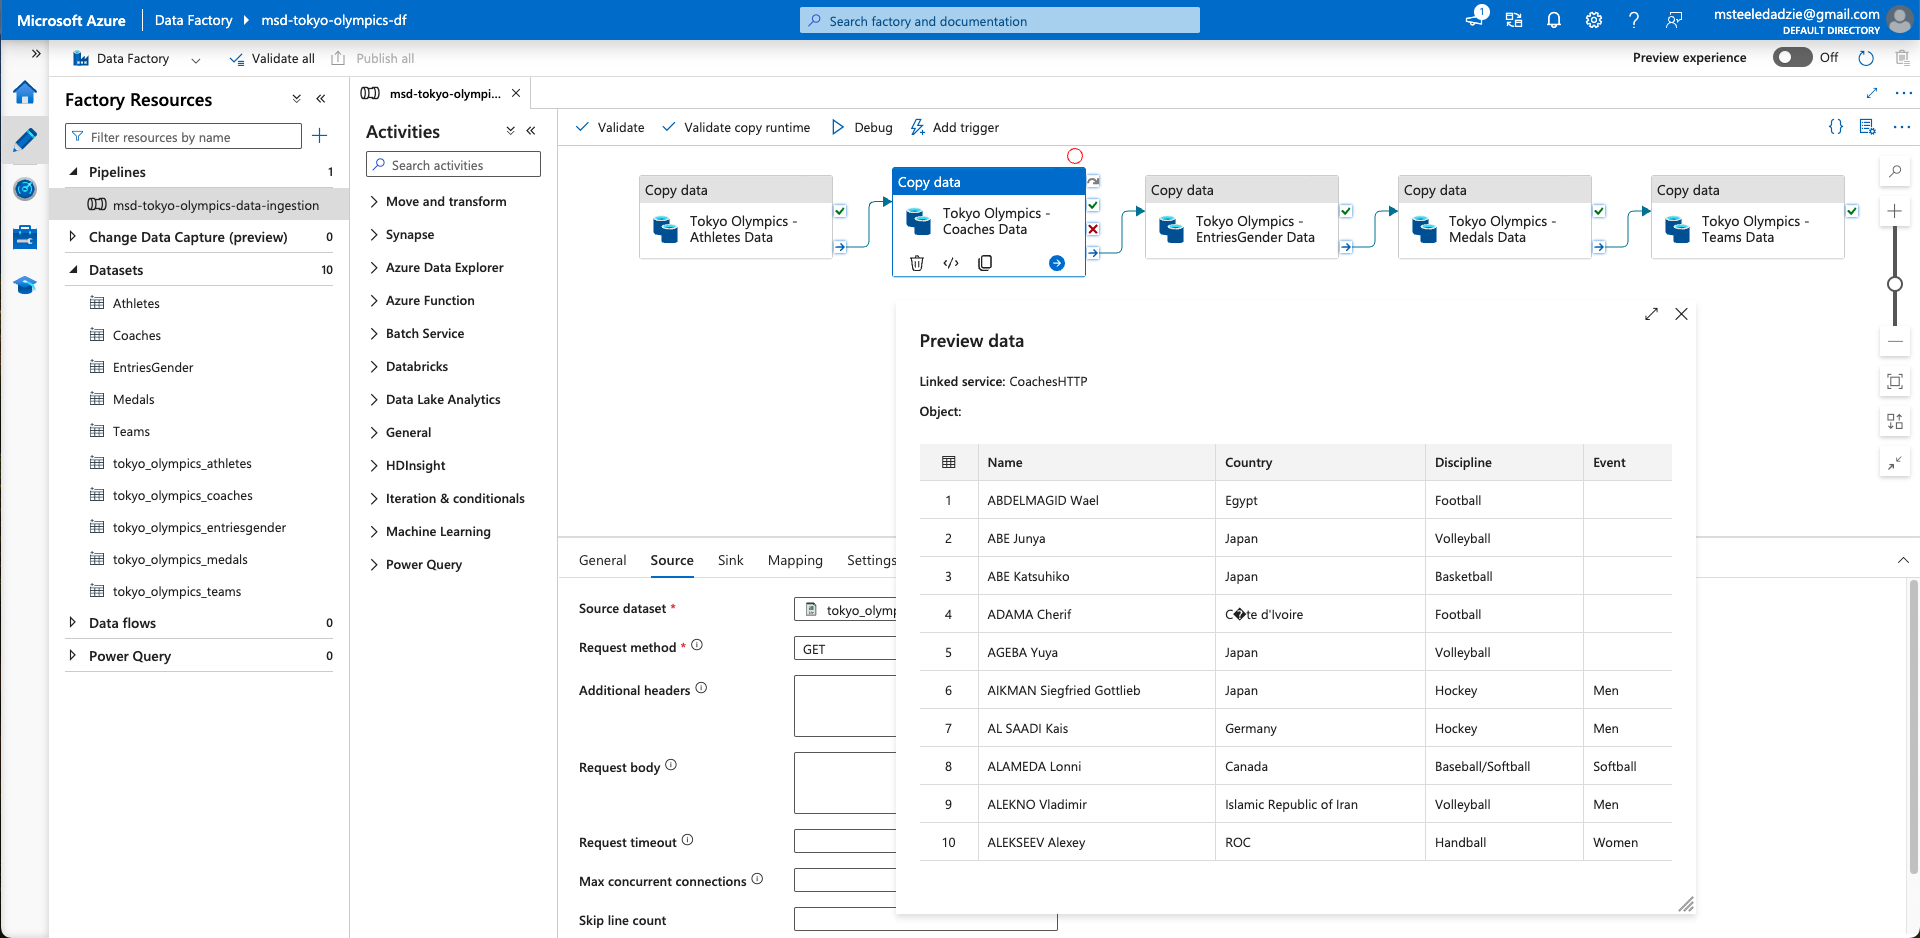 Microsoft Azure
Data Factory
msd-tokyo-olympics-df
Search factory and documentation
1
msteeledadzie@gmail.com
DEFAULT DIRECTORY
Data Factory
Validate all
Publish all
Preview experience
Off
Factory Resources
Filter resources by name
Pipelines 1
msd-tokyo-olympics-data-ingestion
Change Data Capture (preview) 0
Datasets 10
Athletes
Coaches
EntriesGender
Medals
Teams
tokyo_olympics_athletes
tokyo_olympics_coaches
tokyo_olympics_entriesgender
tokyo_olympics_medals
tokyo_olympics_teams
Data flows 0
Power Query 0
msd-tokyo-olympi...
Activities
Search activities
Move and transform
Synapse
Azure Data Explorer
Azure Function
Batch Service
Databricks
Data Lake Analytics
General
HDInsight
Iteration & conditionals
Machine Learning
Power Query
Validate
Validate copy runtime
Debug
Add trigger
Copy data
Tokyo Olympics -
Athletes Data
Copy data
Tokyo Olympics -
Coaches Data
Copy data
Tokyo Olympics -
EntriesGender Data
Copy data
Tokyo Olympics -
Medals Data
Copy data
Tokyo Olympics -
Teams Data
General
Source
Sink
Mapping
Settings
Source dataset *
tokyo_olymp
Request method *
GET
Additional headers
Request body
Request timeout
Max concurrent connections
Skip line count
Preview data
Linked service: CoachesHTTP
Object:
Name Country Discipline Event
1 ABDELMAGID Wael Egypt Football
2 ABE Junya Japan Volleyball
3 ABE Katsuhiko Japan Basketball
4 ADAMA Cherif C�te d'Ivoire Football
5 AGEBA Yuya Japan Volleyball
6 AIKMAN Siegfried Gottlieb Japan Hockey Men
7 AL SAADI Kais Germany Hockey Men
8 ALAMEDA Lonni Canada Baseball/Softball Softball
9 ALEKNO Vladimir Islamic Republic of Iran Volleyball Men
10 ALEKSEEV Alexey ROC Handball Women